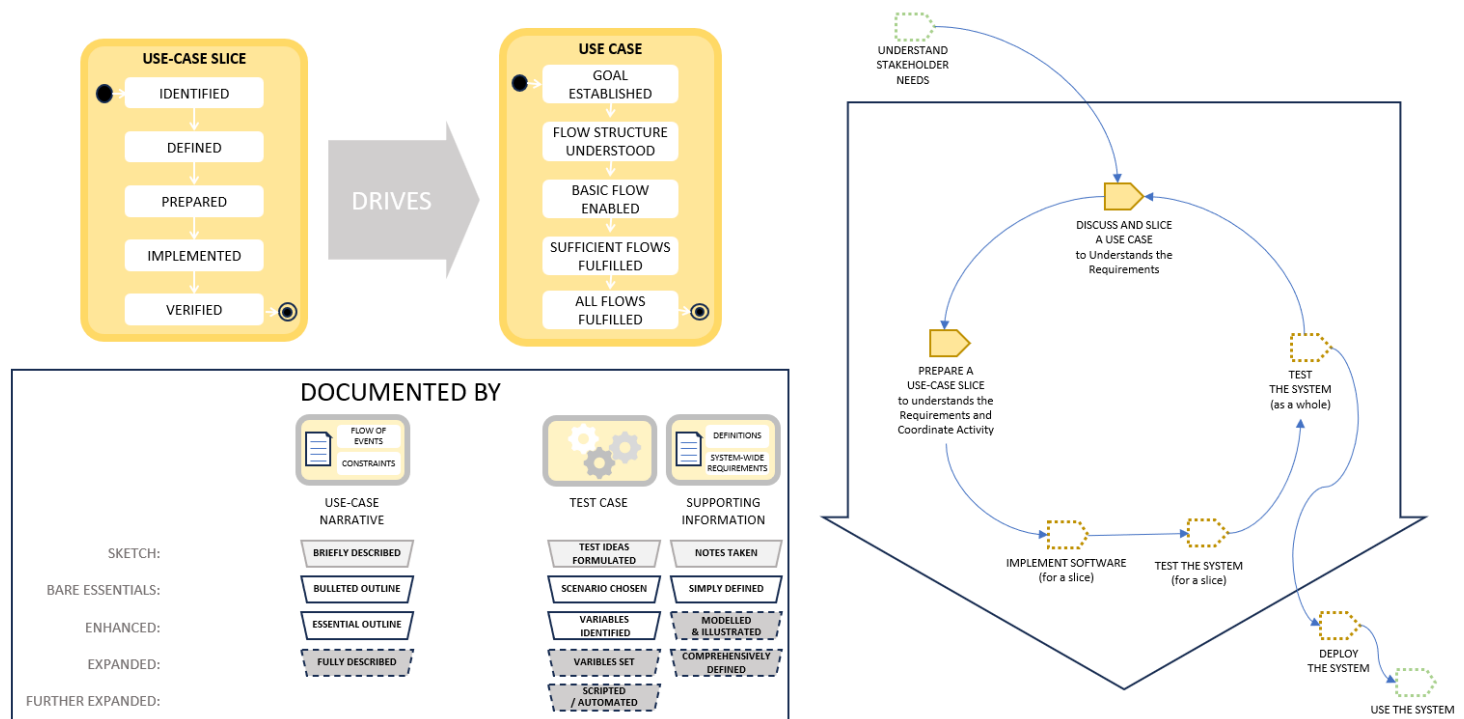 USE-CASE SLICE
IDENTIFIED
DEFINED
PREPARED
IMPLEMENTED
VERIFIED
DRIVES
USE CASE
GOAL
ESTABLISHED
FLOW STRUCTURE
UNDERSTOOD
BASIC FLOW
ENABLED
SUFFICIENT FLOWS
FULFILLED
ALL FLOWS
FULFILLED
DOCUMENTED BY
FLOW OF
EVENTS
CONSTRAINTS
DEFINITIONS
SYSTEM-WIDE
REQUIREMENTS
USE-CASE
NARRATIVE
TEST CASE
SUPPORTING
INFORMATION
SKETCH:
BRIEFLY DESCRIBED
TEST IDEAS
FORMULATED
NOTES TAKEN
BARE ESSENTIALS:
BULLETED OUTLINE
SCENARIO CHOSEN
SIMPLY DEFINED
ENHANCED:
ESSENTIAL OUTLINE
VARIABLES
IDENTIFIED
MODELLED
& ILLUSTRATED
EXPANDED:
FULLY DESCRIBED
VARIBLES SET
COMPREHENSIVELY
DEFINED
FURTHER EXPANDED:
SCRIPTED
/ AUTOMATED
UNDERSTAND
STAKEHOLDER
NEEDS
DISCUSS AND SLICE
A USE CASE
to Understands the
Requirements
PREPARE A
USE-CASE SLICE
to understands the
Requirements and
Coordinate Activity
IMPLEMENT SOFTWARE
(for a slice)
TEST THE SYSTEM
(for a slice)
TEST
THE SYSTEM
(as a whole)
DEPLOY
THE SYSTEM
USE THE SYSTEM